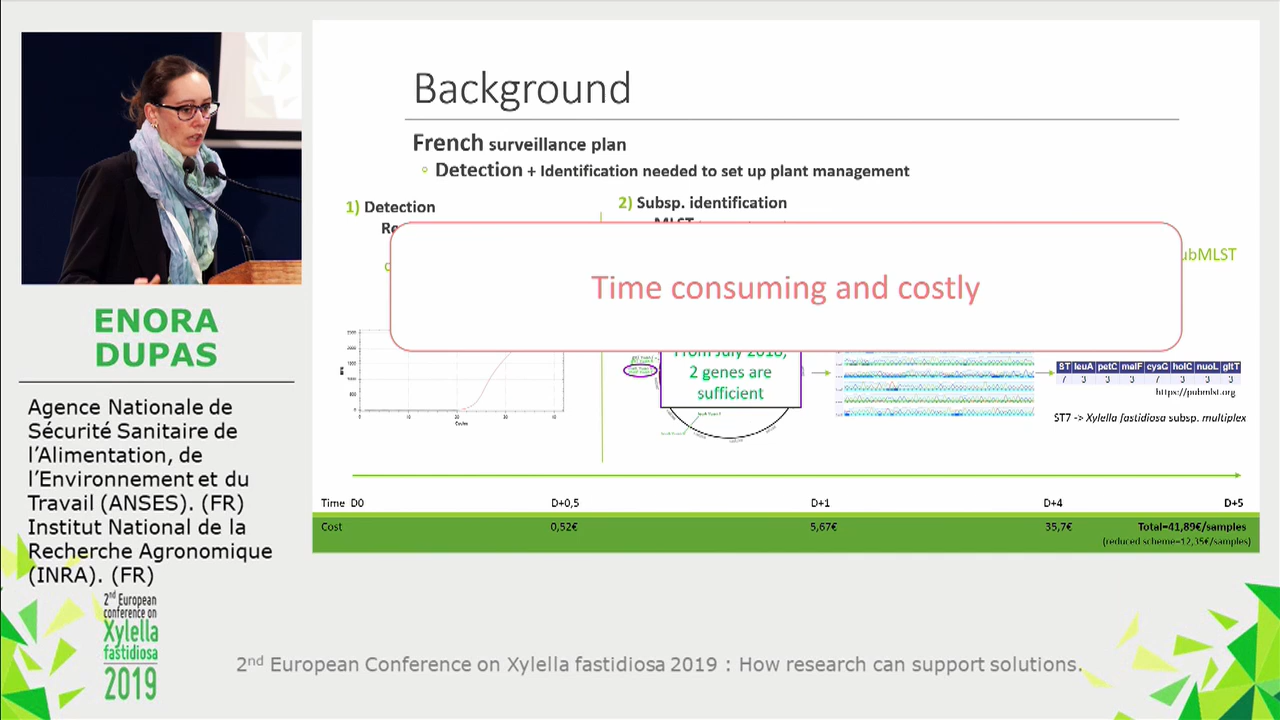 Background
French surveillance plan
Detection + Identification needed to set up plant management
1) Detection
2) Subsp. identification
MLST
Re
ubMLST
Time consuming and costly
From July 2018,
2 genes are
sufficient
Cycles
ST leuA petC malF cysG holC nuoL gltT
7 3 3 3 7 3 3 3
https://pubmlst.org
ST7 -> Xylella fastidiosa subsp. multiplex
Time D0 D+0,5 D+1 D+4 D+5
Cost 0,52€ 5,67€ 35,7€ Total=41,89€/samples
(reduced scheme=12,35€/samples)
ENORA
DUPAS
Agence Nationale de
Sécurité Sanitaire de
l’Alimentation, de
l’Environnement et du
Travail (ANSES). (FR)
Institut National de la
Recherche Agronomique
(INRA). (FR)
2nd European
conference on
Xylella
fastidiosa
2019
2nd European Conference on Xylella fastidiosa 2019 : How research can support solutions.